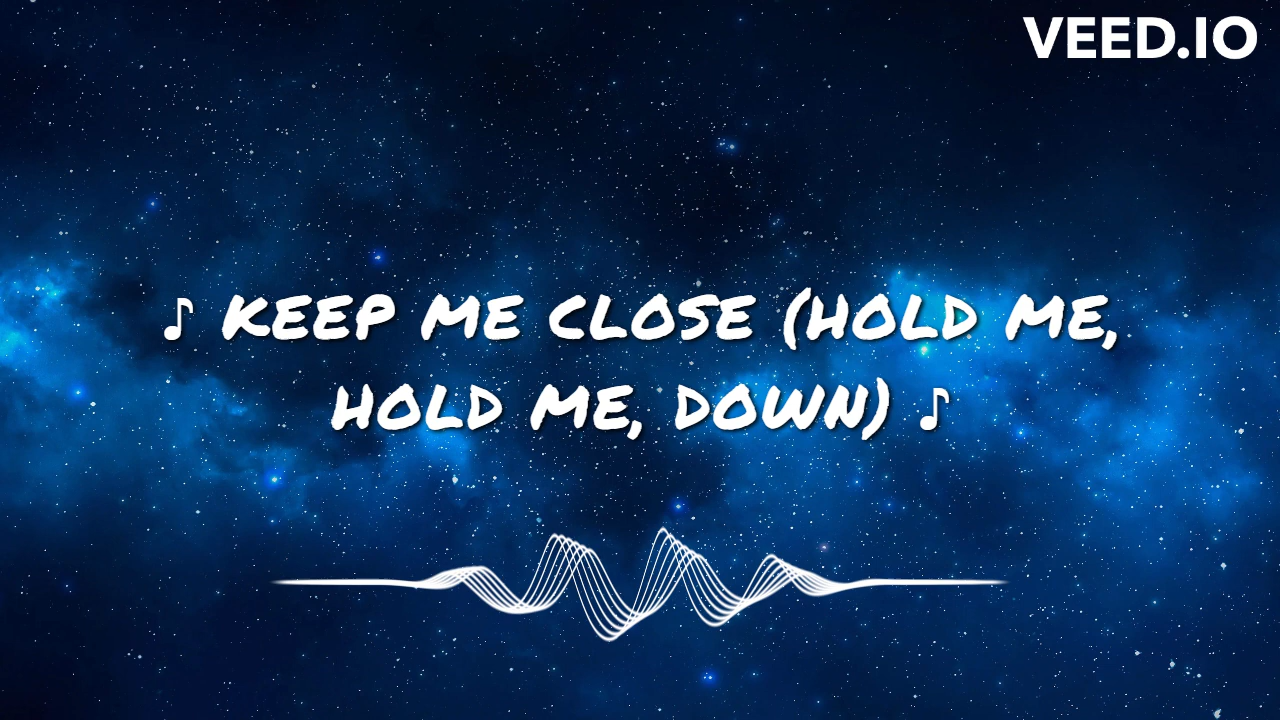 VEED.IO
♪ KEEP ME CLOSE (HOLD ME,
HOLD ME, DOWN) ♪